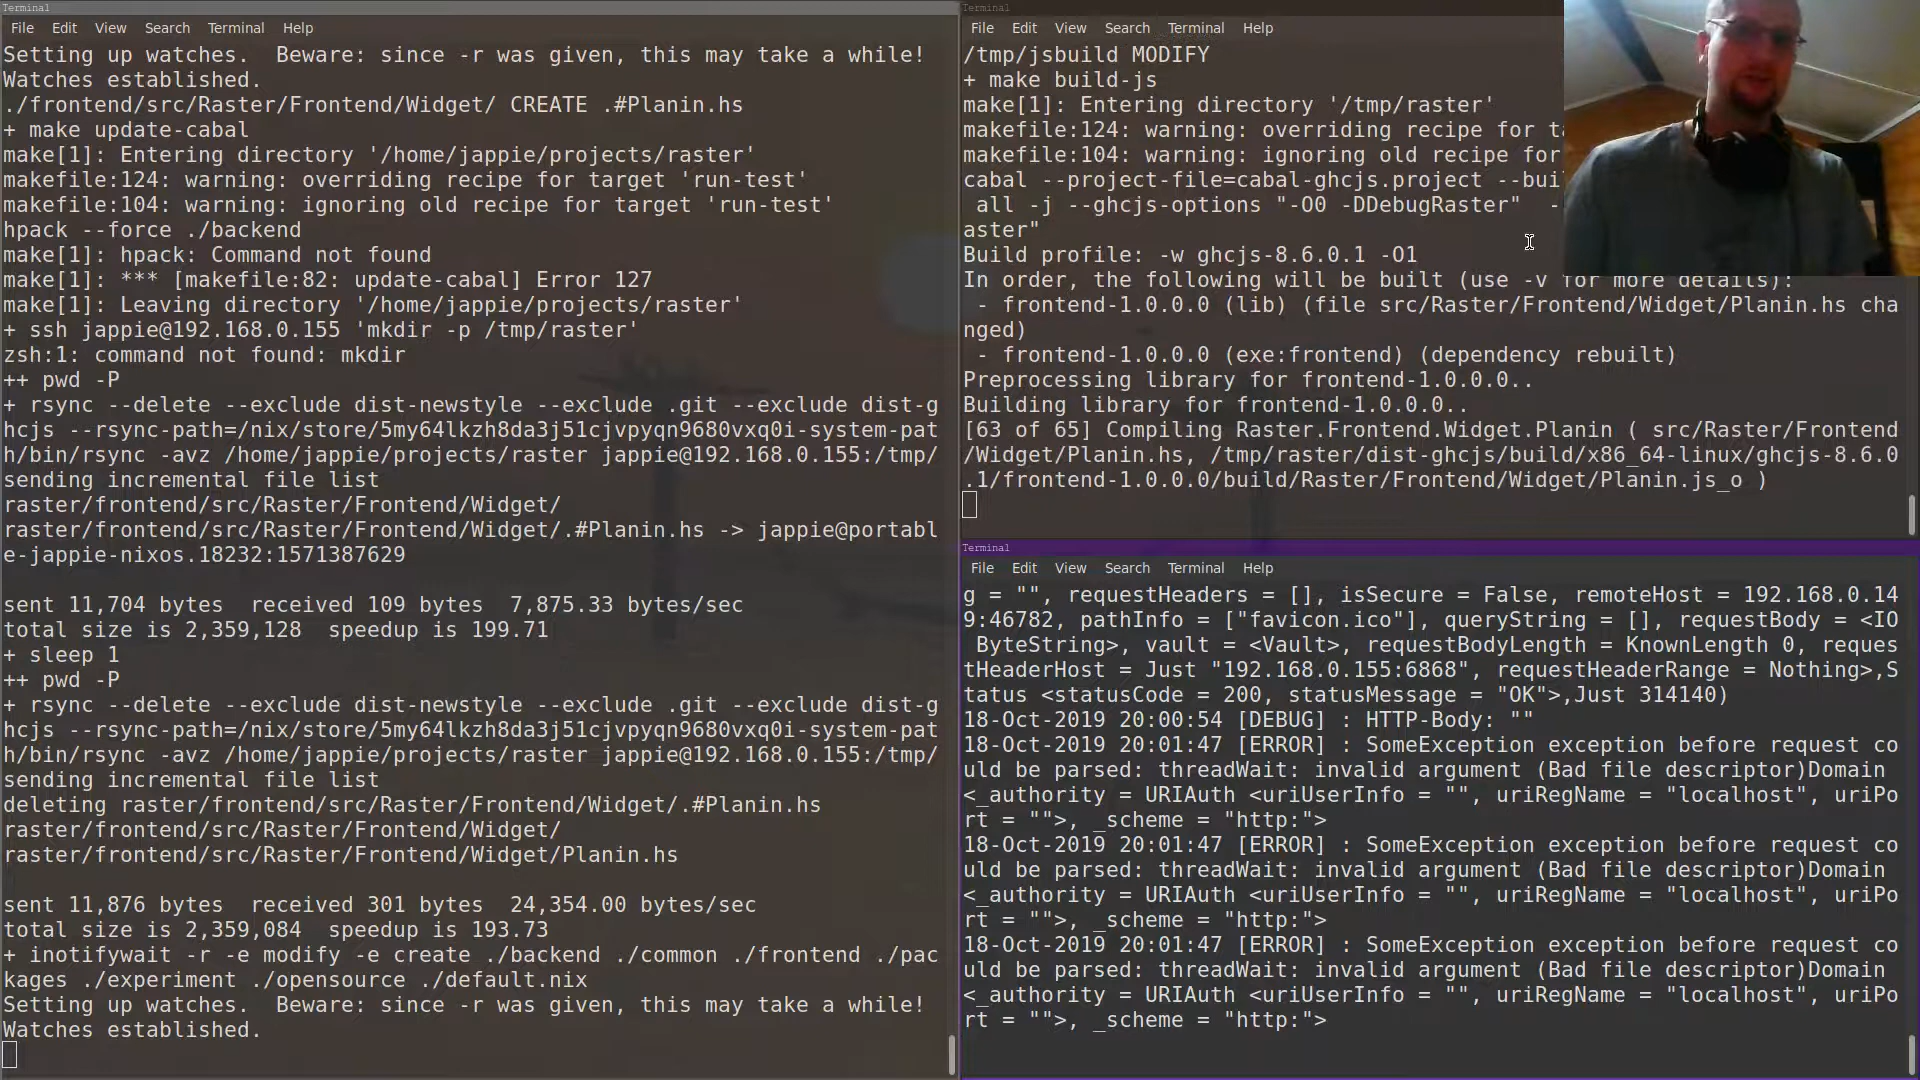 Terminal
File Edit View Search Terminal Help
Setting up watches.  Beware: since -r was given, this may take a while!
Watches established.
./frontend/src/Raster/Frontend/Widget/ CREATE .#Planin.hs
+ make update-cabal
make[1]: Entering directory '/home/jappie/projects/raster'
makefile:124: warning: overriding recipe for target 'run-test'
makefile:104: warning: ignoring old recipe for target 'run-test'
hpack --force ./backend
make[1]: hpack: Command not found
make[1]: *** [makefile:82: update-cabal] Error 127
make[1]: Leaving directory '/home/jappie/projects/raster'
+ ssh jappie@192.168.0.155 'mkdir -p /tmp/raster'
zsh:1: command not found: mkdir
++ pwd -P
+ rsync --delete --exclude dist-newstyle --exclude .git --exclude dist-g
hcjs --rsync-path=/nix/store/5my64lkzh8da3j51cjvpyqn9680vxq0i-system-pat
h/bin/rsync -avz /home/jappie/projects/raster jappie@192.168.0.155:/tmp/
sending incremental file list
raster/frontend/src/Raster/Frontend/Widget/
raster/frontend/src/Raster/Frontend/Widget/.#Planin.hs -> jappie@portabl
e-jappie-nixos.18232:1571387629
sent 11,704 bytes  received 109 bytes  7,875.33 bytes/sec
total size is 2,359,128  speedup is 199.71
+ sleep 1
++ pwd -P
+ rsync --delete --exclude dist-newstyle --exclude .git --exclude dist-g
hcjs --rsync-path=/nix/store/5my64lkzh8da3j51cjvpyqn9680vxq0i-system-pat
h/bin/rsync -avz /home/jappie/projects/raster jappie@192.168.0.155:/tmp/
sending incremental file list
deleting raster/frontend/src/Raster/Frontend/Widget/.#Planin.hs
raster/frontend/src/Raster/Frontend/Widget/
raster/frontend/src/Raster/Frontend/Widget/Planin.hs
sent 11,876 bytes  received 301 bytes  24,354.00 bytes/sec
total size is 2,359,084  speedup is 193.73
+ inotifywait -r -e modify -e create ./backend ./common ./frontend ./pac
kages ./experiment ./opensource ./default.nix
Setting up watches.  Beware: since -r was given, this may take a while!
Watches established.
Terminal
File Edit View Search Terminal Help
/tmp/jsbuild MODIFY
+ make build-js
make[1]: Entering directory '/tmp/raster'
makefile:124: warning: overriding recipe for
makefile:104: warning: ignoring old recipe for
cabal --project-file=cabal-ghcjs.project
all -j --ghcjs-options "-O0 -DDebugRaster"
aster"
Build profile: -w ghcjs-8.6.0.1 -O1
In order, the following will be built (use -v for more details):
- frontend-1.0.0.0 (lib) (file src/Raster/Frontend/Widget/Planin.hs cha
nged)
- frontend-1.0.0.0 (exe:frontend) (dependency rebuilt)
Preprocessing library for frontend-1.0.0.0..
Building library for frontend-1.0.0.0..
[63 of 65] Compiling Raster.Frontend.Widget.Planin ( src/Raster/Frontend
/Widget/Planin.hs, /tmp/raster/dist-ghcjs/build/x86_64-linux/ghcjs-8.6.0
.1/frontend-1.0.0.0/build/Raster/Frontend/Widget/Planin.js_o )
Terminal
File Edit View Search Terminal Help
g = "", requestHeaders = [], isSecure = False, remoteHost = 192.168.0.14
9:46782, pathInfo = ["favicon.ico"], queryString = [], requestBody = <IO
ByteString>, vault = <Vault>, requestBodyLength = KnownLength 0, reques
tHeaderHost = Just "192.168.0.155:6868", requestHeaderRange = Nothing>,S
tatus <statusCode = 200, statusMessage = "OK">,Just 314140)
18-Oct-2019 20:00:54 [DEBUG] : HTTP-Body: ""
18-Oct-2019 20:01:47 [ERROR] : SomeException exception before request co
uld be parsed: threadWait: invalid argument (Bad file descriptor)Domain
<_authority = URIAuth <uriUserInfo = "", uriRegName = "localhost", uriPo
rt = "">, _scheme = "http:">
18-Oct-2019 20:01:47 [ERROR] : SomeException exception before request co
uld be parsed: threadWait: invalid argument (Bad file descriptor)Domain
<_authority = URIAuth <uriUserInfo = "", uriRegName = "localhost", uriPo
rt = "">, _scheme = "http:">
18-Oct-2019 20:01:47 [ERROR] : SomeException exception before request co
uld be parsed: threadWait: invalid argument (Bad file descriptor)Domain
<_authority = URIAuth <uriUserInfo = "", uriRegName = "localhost", uriPo
rt = "">, _scheme = "http:">